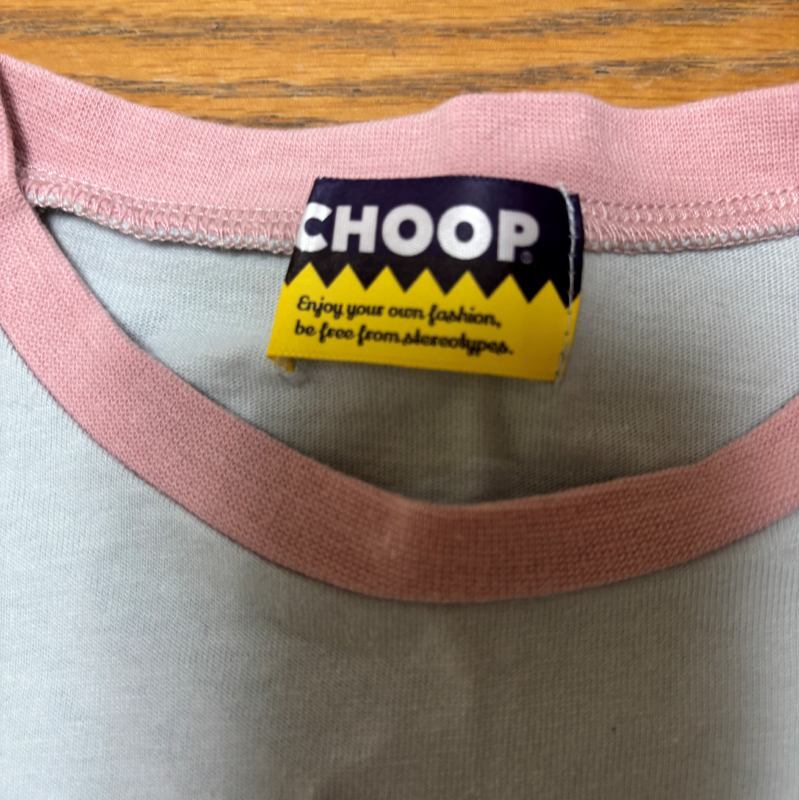 CHOOP®
Enjoy your own fashion,
be free from stereotypes.